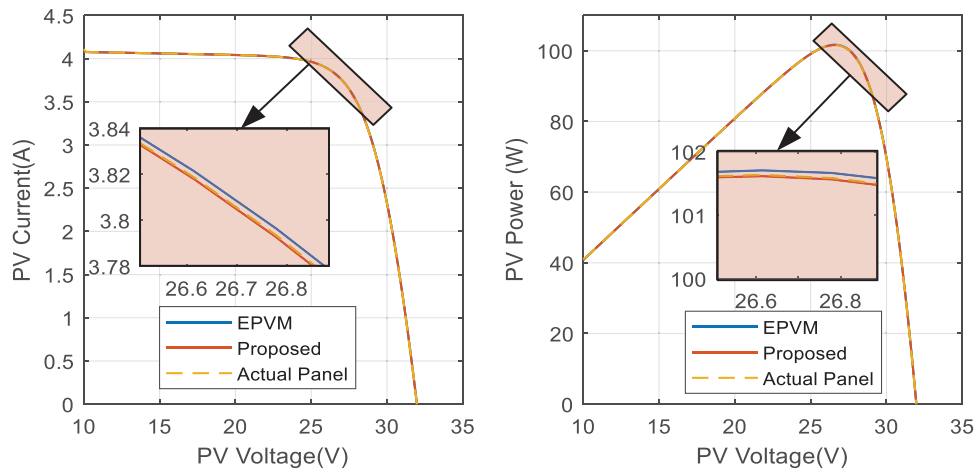 4.5
4
3.5
3
2.5
2
1.5
1
0.5
0
PV Current(A)
3.84
3.82
3.8
3.78
26.6 26.7 26.8
EPVM
Proposed
Actual Panel
10 15 20 25 30 35
PV Voltage(V)
100
80
60
40
20
0
PV Power (W)
102
101
100
26.6 26.8
EPVM
Proposed
Actual Panel
10 15 20 25 30 35
PV Voltage(V)